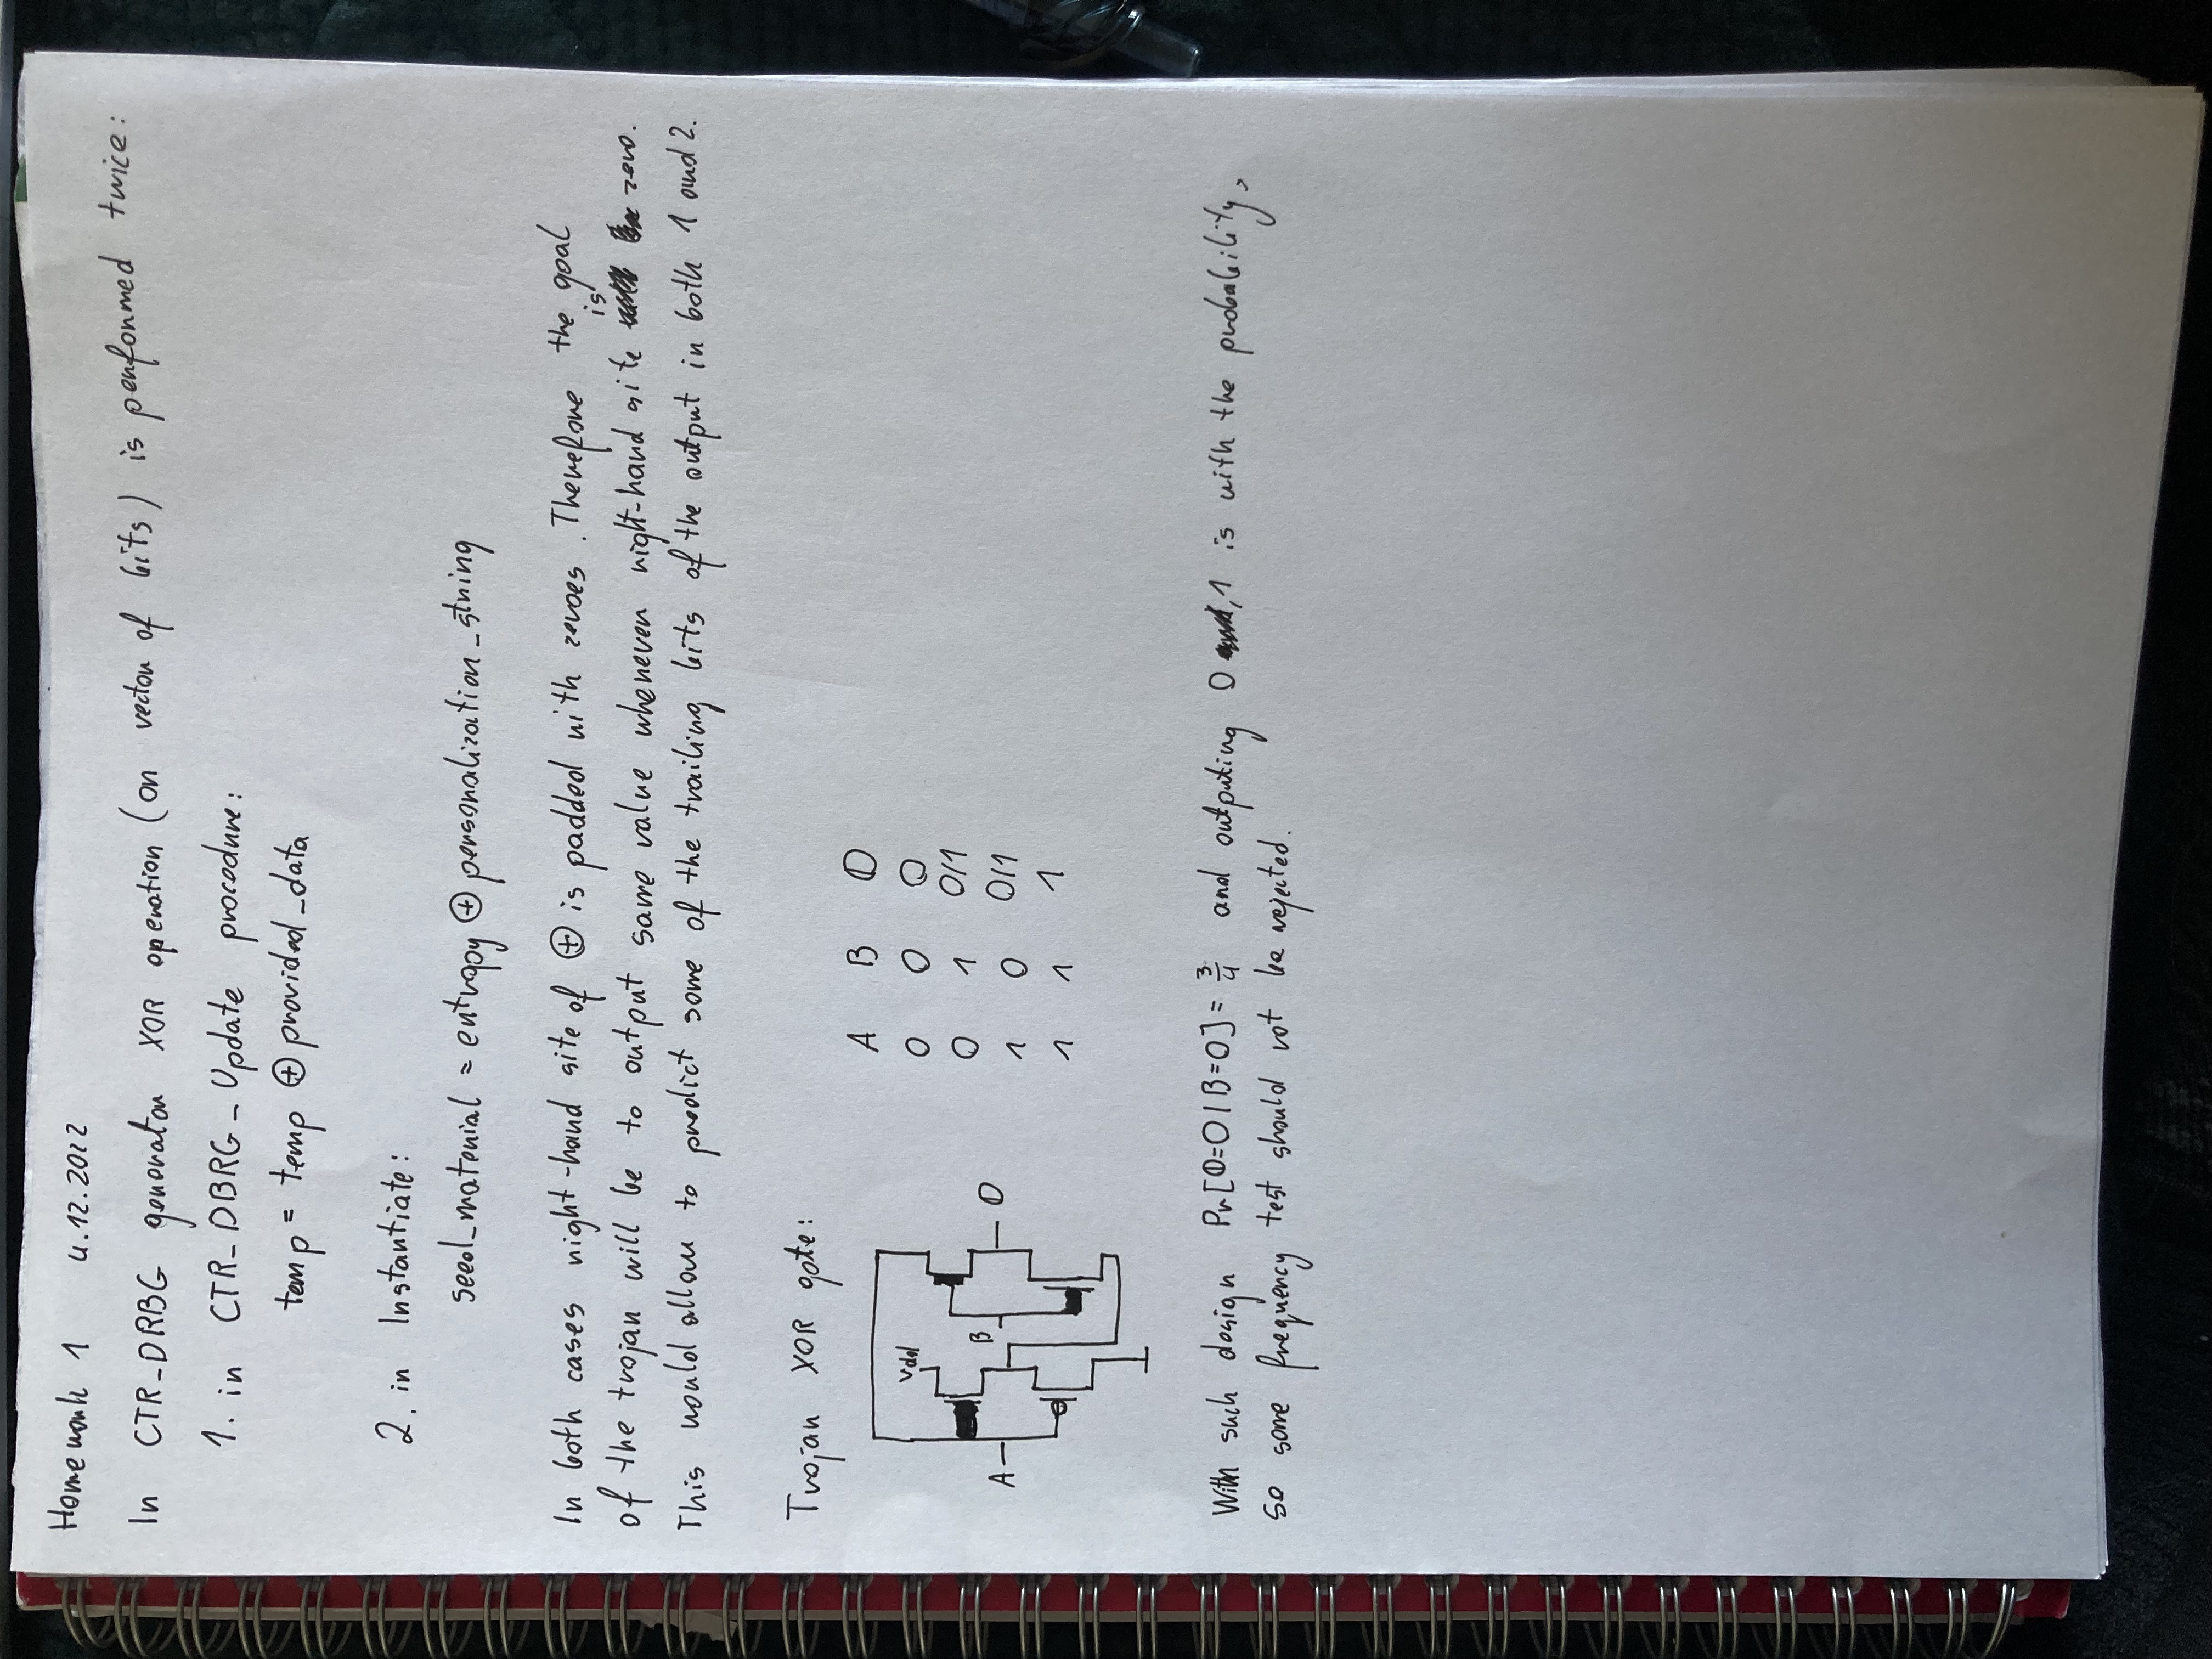 Homework 1 4.12.2022
In CTR_DRBG generator XOR operation (on vector of bits) is performed twice:
1. in CTR_DBRG_Update procedure:
temp = temp ⊕ provided_data
2. in Instantiate:
seed_material = entropy ⊕ personalization_string
In both cases right-hand site of ⊕ is padded with zeroes. Therefore the goal
of the trojan will be to output same value whenever right-hand site is zero.
This would allow to predict some of the trailing bits of the output in both 1 and 2.
Trojan XOR gate:
A B O
Vdd
0 0 0
0 1 0/1
B
A O
1 0 0/1
1 1 1
With such design Pr[O=0|B=0] = 3/4 and outputing 0, 1 is with the probability,
so some frequency test should not be rejected.